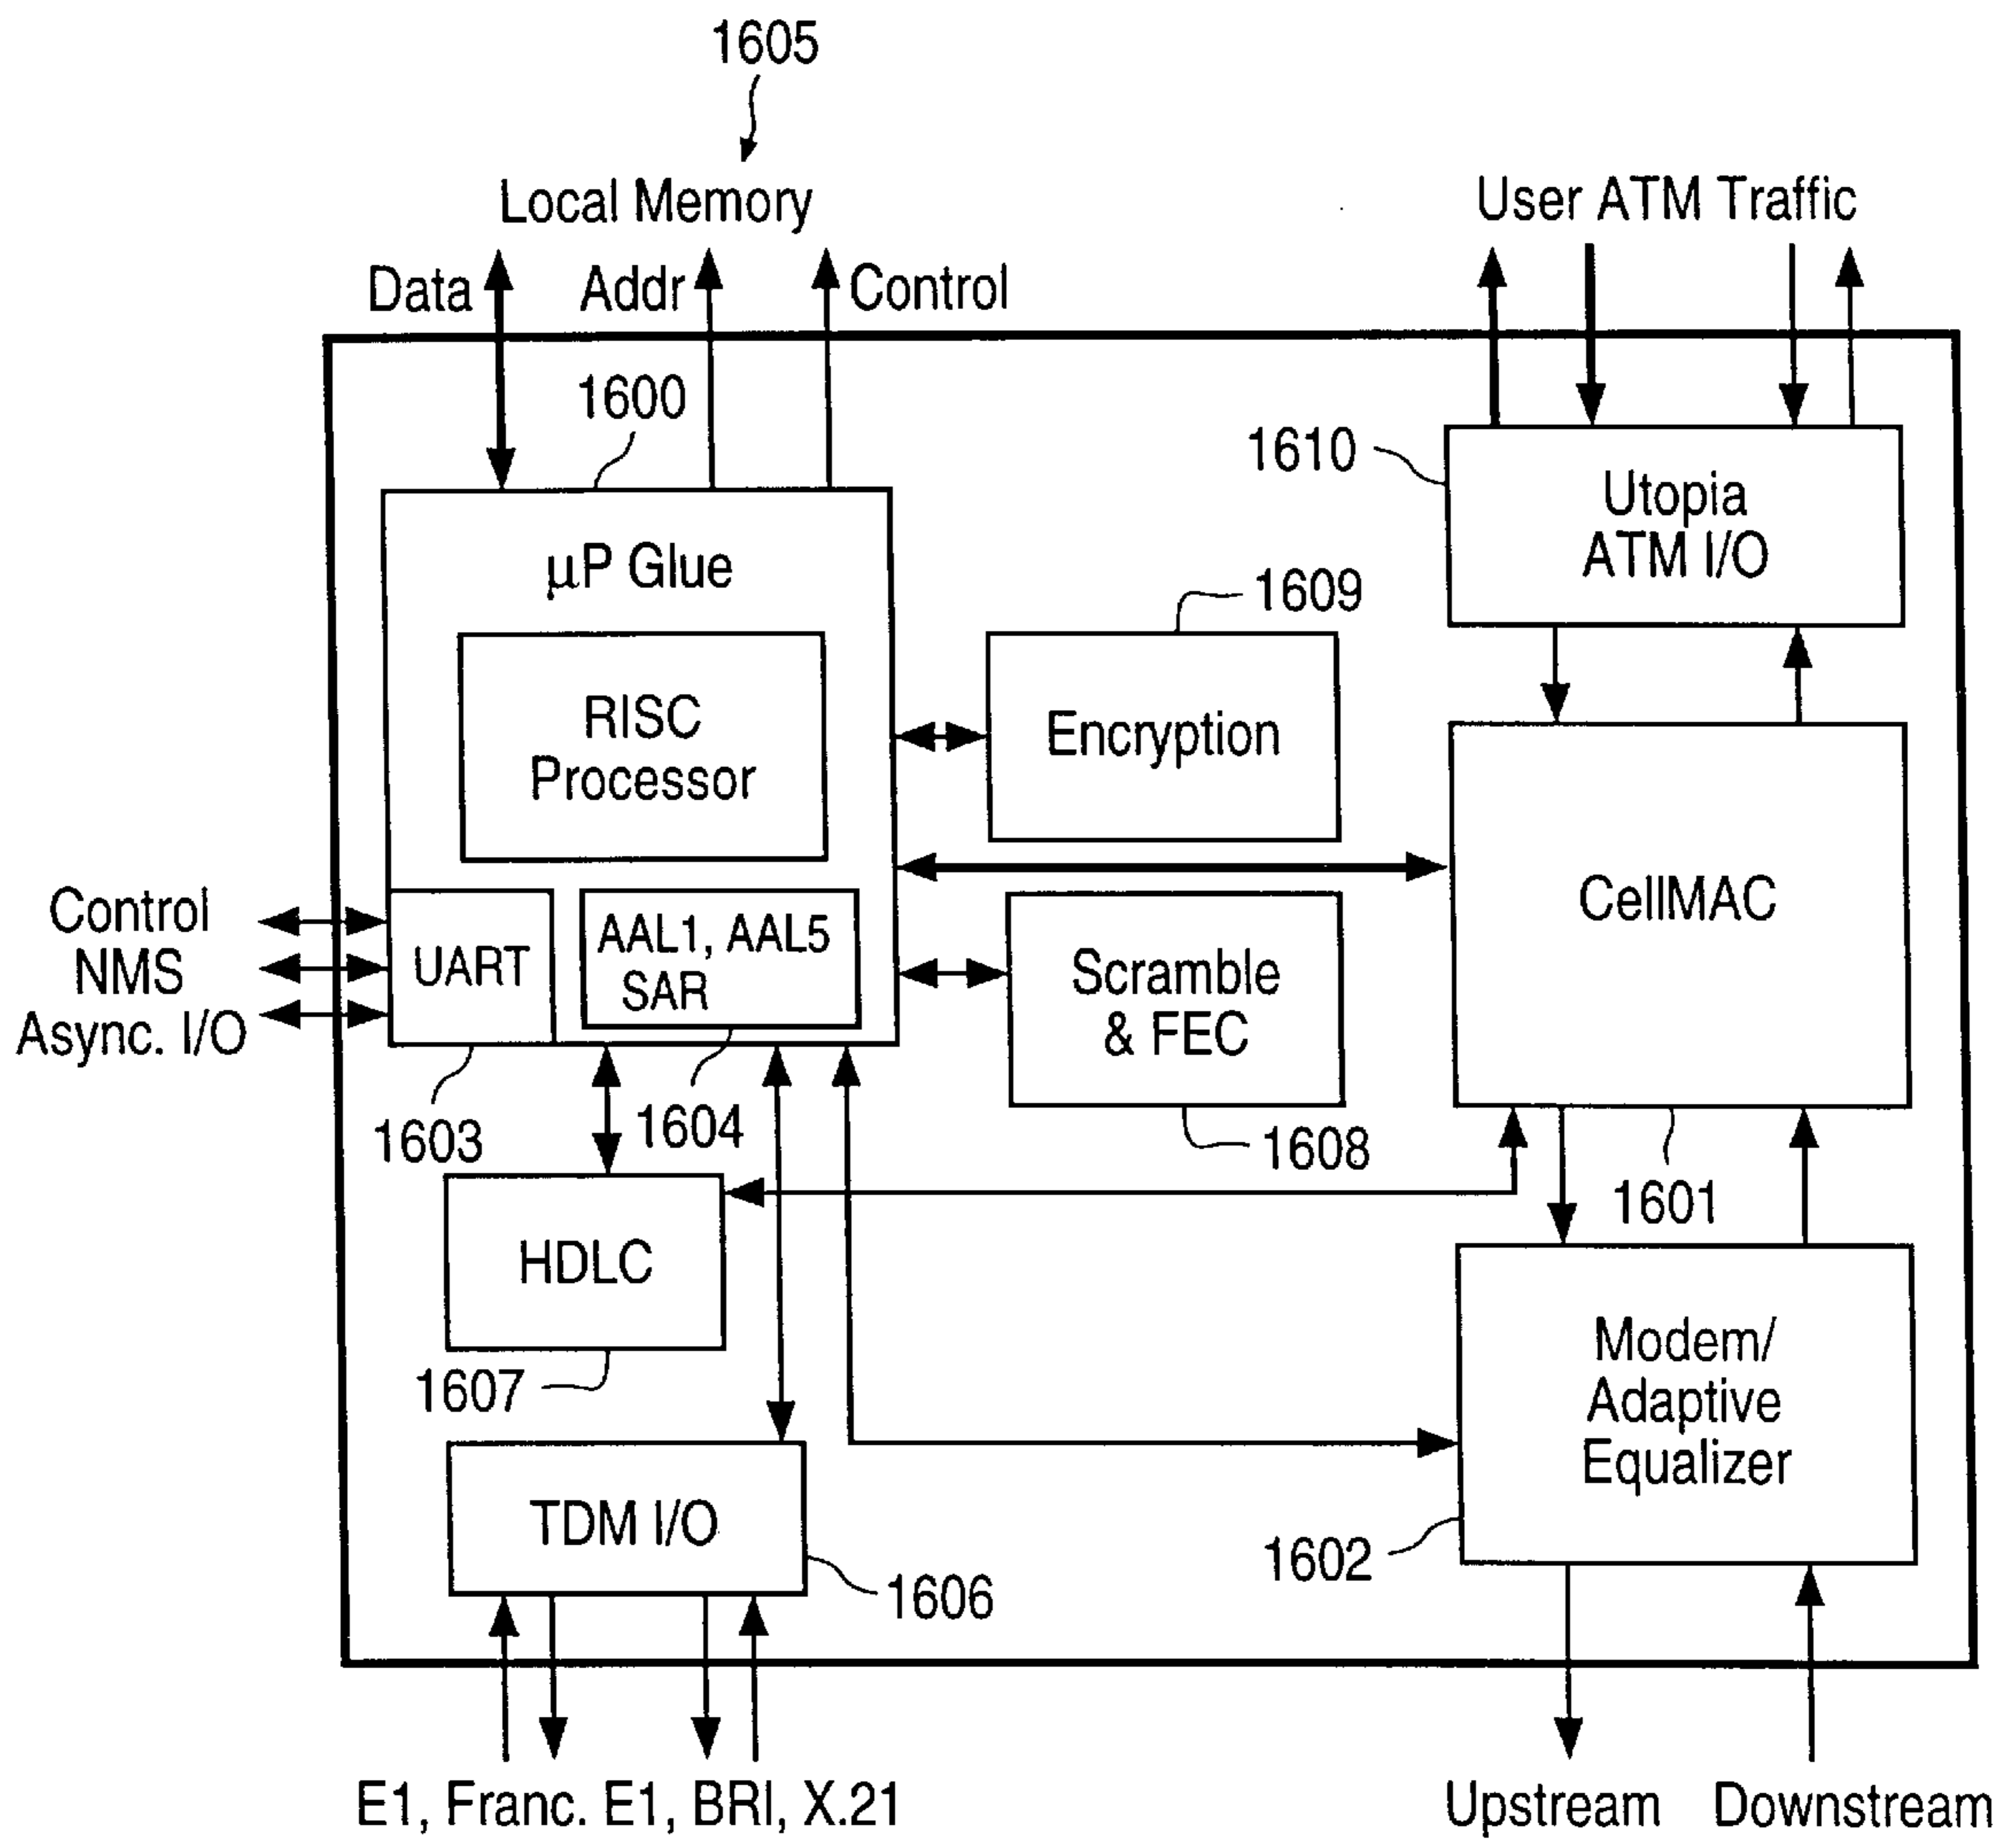 1605
Local Memory
User ATM Traffic
Data
Addr
Control
1600
1610
Utopia
ATM I/O
µP Glue
1609
RISC
Processor
Encryption
CellMAC
Control
NMS
Async. I/O
UART
AAL1, AAL5
SAR
Scramble
& FEC
1603
1604
1608
1601
HDLC
1607
Modem/
Adaptive
Equalizer
TDM I/O
1602
1606
E1, Franc. E1, BRI, X.21
Upstream
Downstream